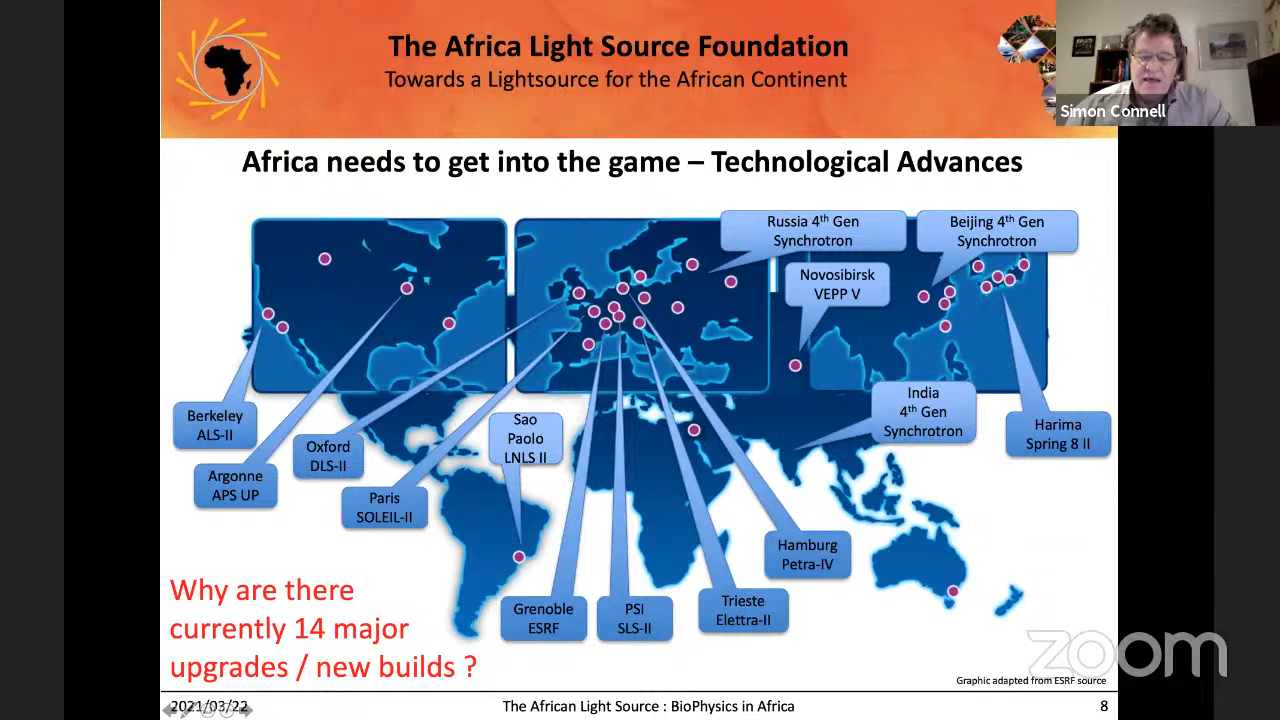 The Africa Light Source Foundation
Towards a Lightsource for the African Continent
Simon Connell
Africa needs to get into the game – Technological Advances
Russia 4th Gen
Synchrotron
Beijing 4th Gen
Synchrotron
Novosibirsk
VEPP V
India
4th Gen
Synchrotron
Harima
Spring 8 II
Berkeley
ALS-II
Argonne
APS UP
Oxford
DLS-II
Paris
SOLEIL-II
Sao
Paolo
LNLS II
Hamburg
Petra-IV
Grenoble
ESRF
PSI
SLS-II
Trieste
Elettra-II
Why are there
currently 14 major
upgrades / new builds ?
zoom
Graphic adapted from ESRF source
2021/03/22
The African Light Source : BioPhysics in Africa
8